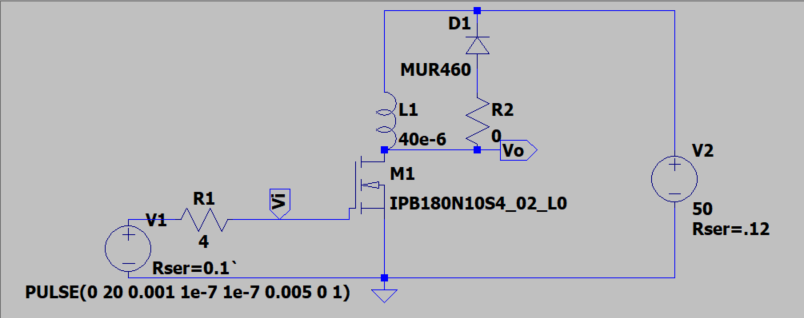 D1
MUR460
L1
40e-6
R2
0
Vo
V2
50
Rser=.12
M1
IPB180N10S4_02_L0
Vi
R1
4
V1
Rser=0.1`
PULSE(0 20 0.001 1e-7 1e-7 0.005 0 1)